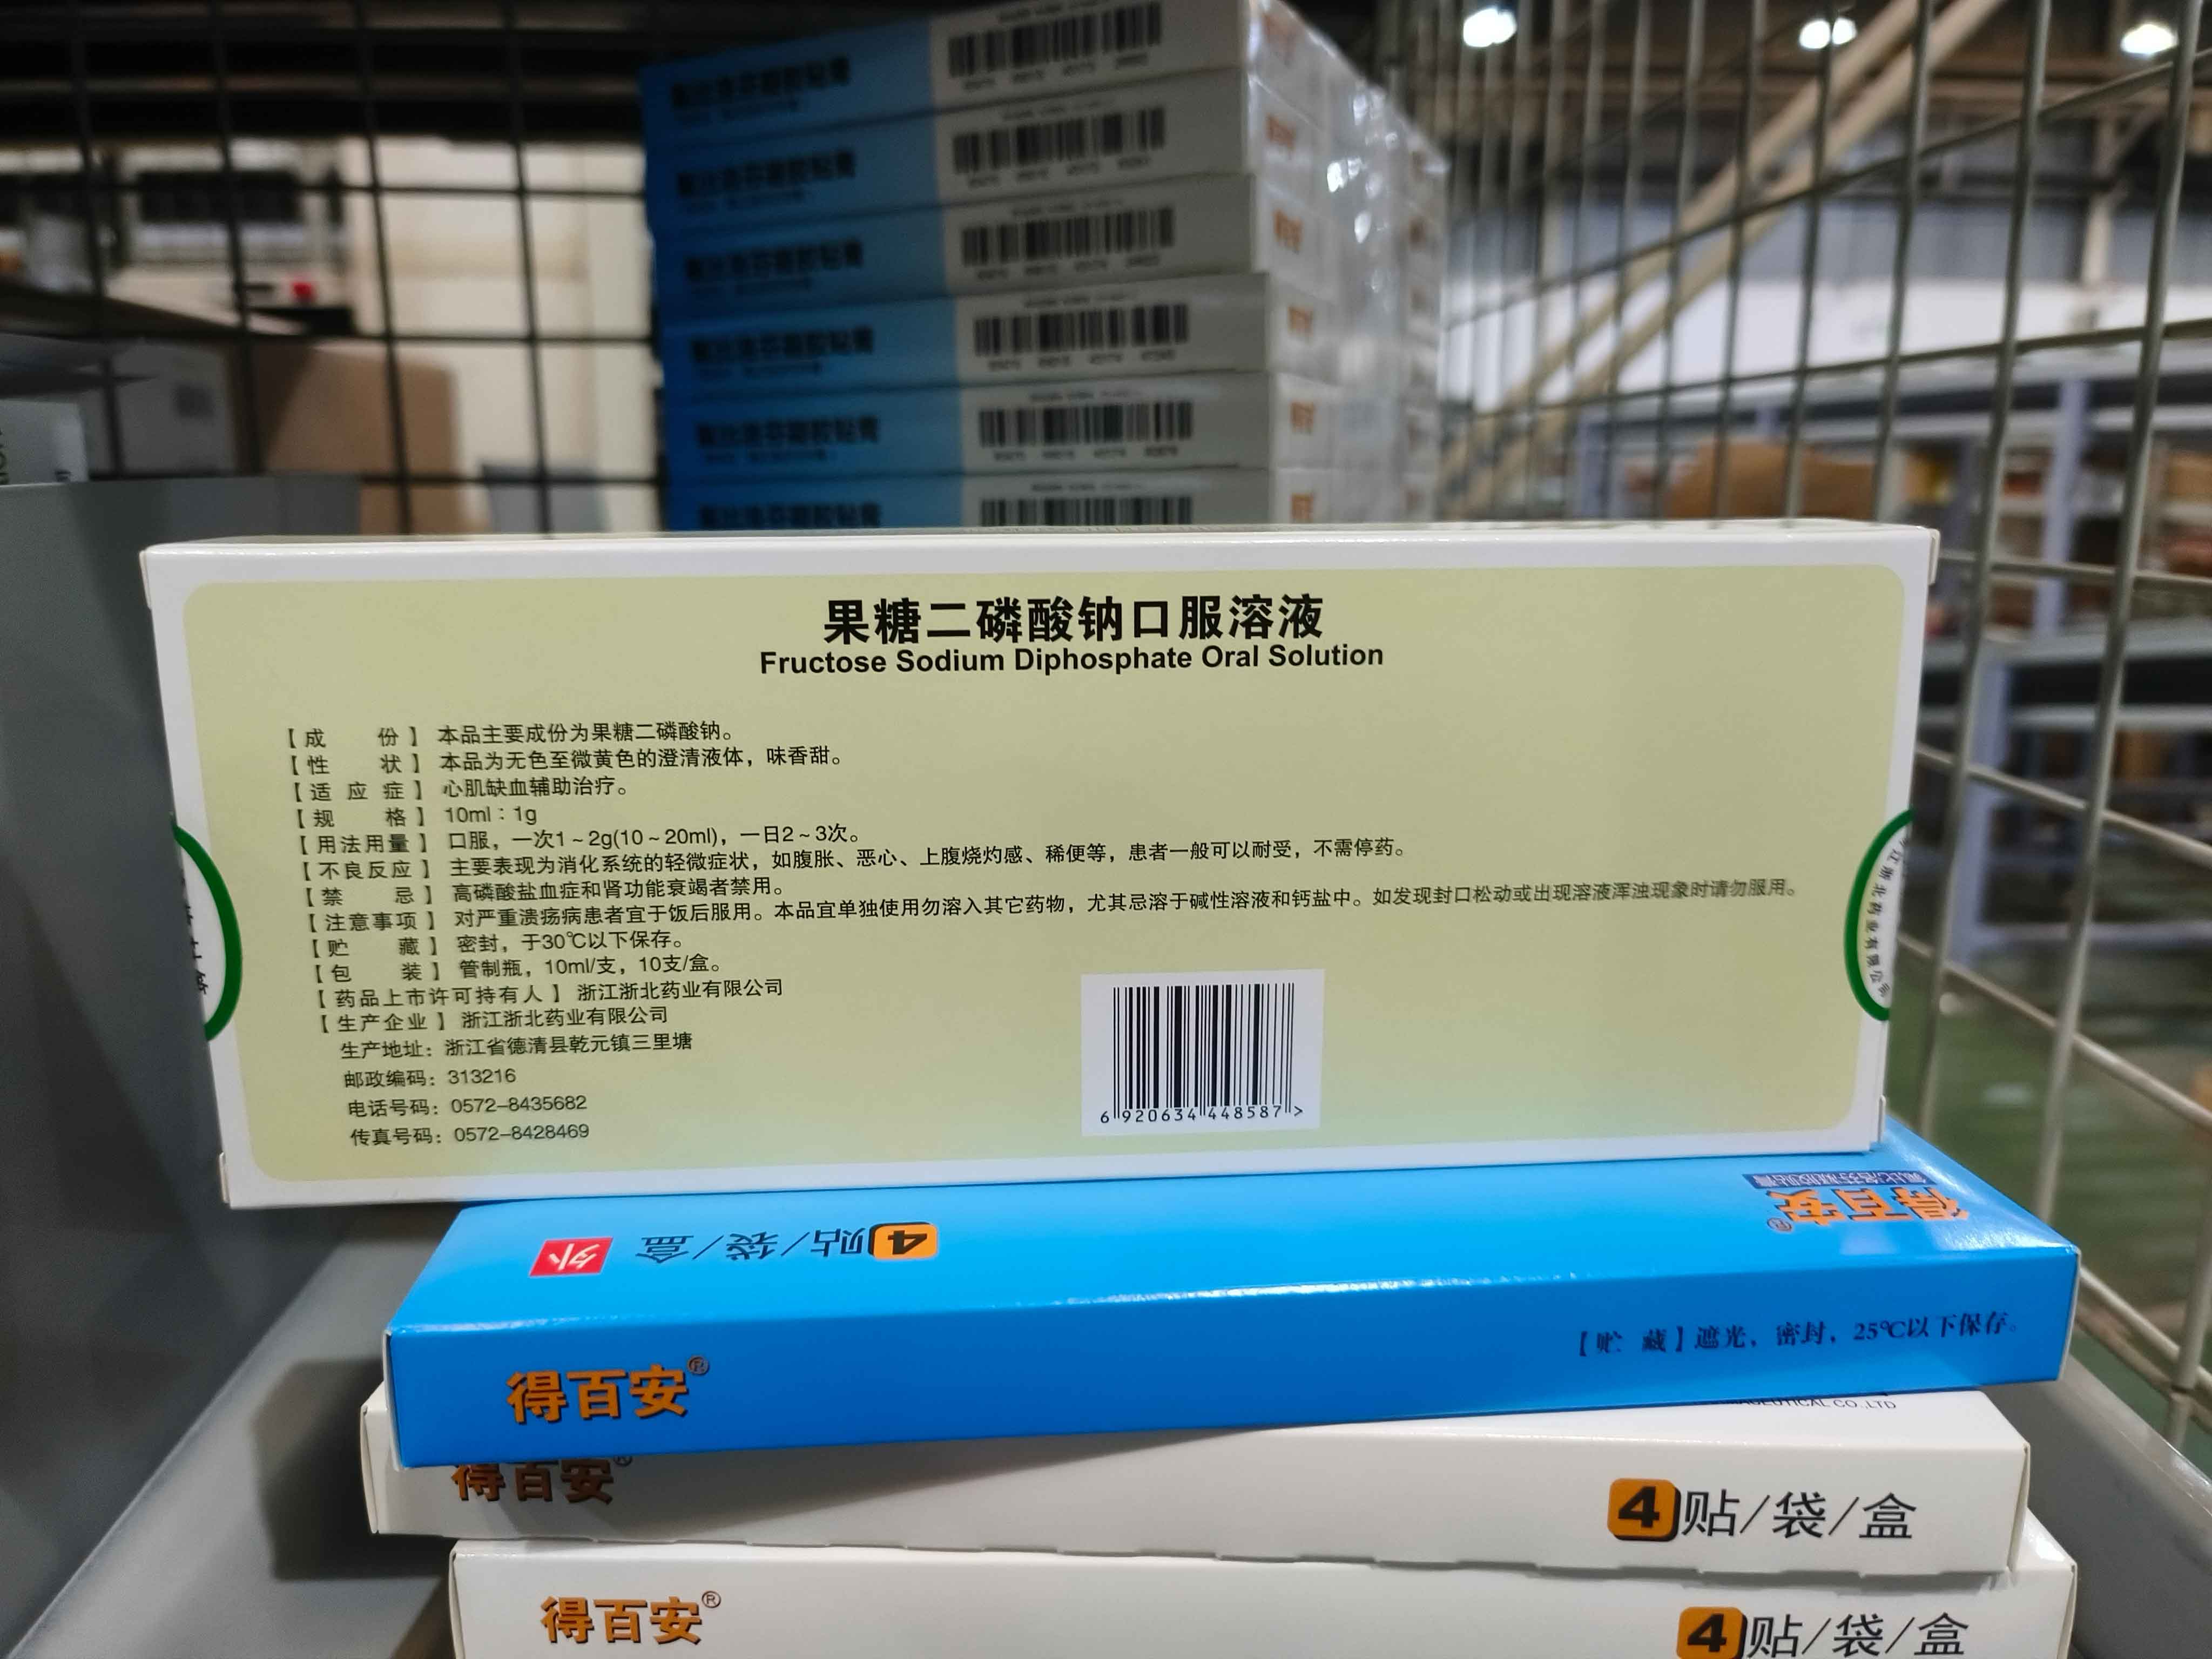 果糖二磷酸钠口服溶液
Fructose Sodium Diphosphate Oral Solution
【成 份】 本品主要成份为果糖二磷酸钠。
【性 状】 本品为无色至微黄色的澄清液体，味香甜。
【适 应 症】 心肌缺血辅助治疗。
【规 格】 10ml：1g
【用法用量】 口服，一次1～2g(10～20ml)，一日2～3次。
【不良反应】 主要表现为消化系统的轻微症状，如腹胀、恶心、上腹烧灼感、稀便等，患者一般可以耐受，不需停药。
【禁 忌】 高磷酸盐血症和肾功能衰竭者禁用。
【注意事项】 对严重溃疡病患者宜于饭后服用。本品宜单独使用勿溶入其它药物，尤其忌溶于碱性溶液和钙盐中。如发现封口松动或出现溶液浑浊现象时请勿服用。
【贮 藏】 密封，于30℃以下保存。
【包 装】 管制瓶，10ml/支，10支/盒。
【药品上市许可持有人】 浙江浙北药业有限公司
【生产企业】 浙江浙北药业有限公司
生产地址：浙江省德清县乾元镇三里塘
邮政编码：313216
电话号码：0572–8435682
传真号码：0572–8428469
6 920634 448587 >
江浙北药业有限公司
得百安®
4贴/袋/盒
外
得百安®
【贮 藏】遮光，密封，25℃以下保存。
CO.,LTD
得百安®
4贴/袋/盒
得百安®
4贴/袋/盒